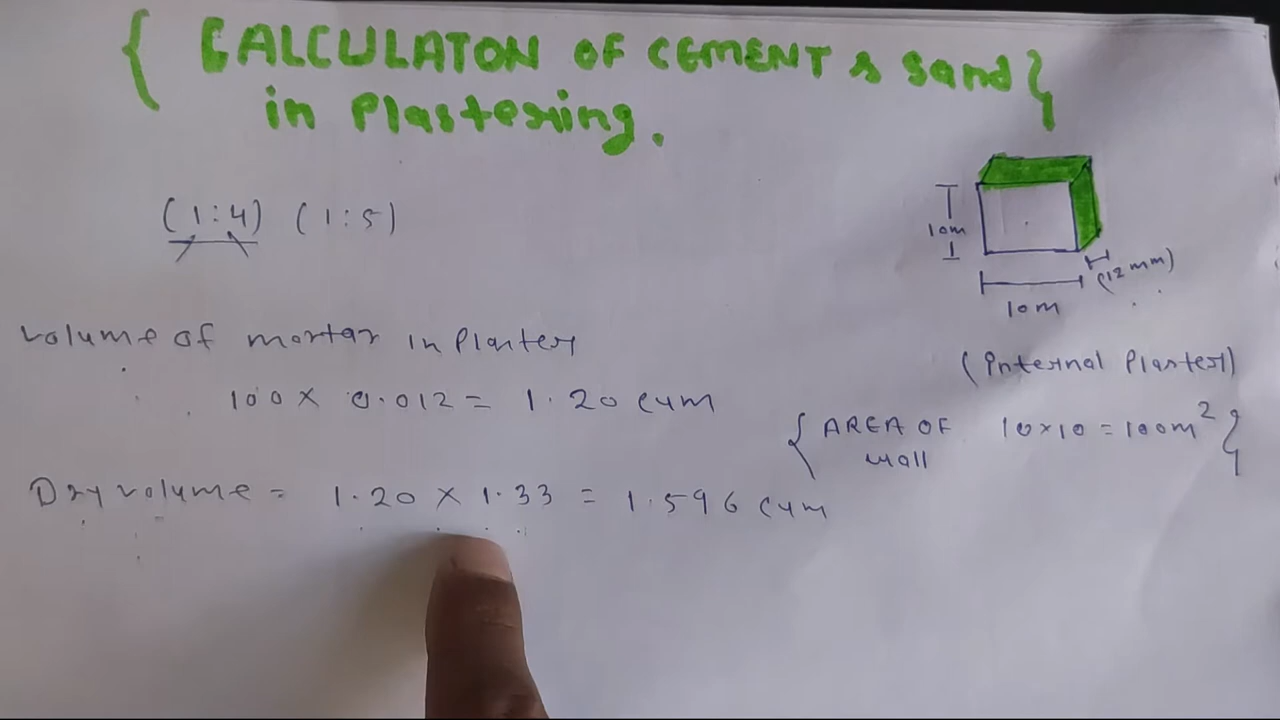 { CALCULATON OF CEMENT & Sand }
in Plastering.
(1:4) (1:5)
10m
10m
(12mm)
volume of mortar in Plaster
(Internal Plaster)
100 × 0.012 = 1.20 cum
{ AREA OF wall 10×10 = 100m² }
Dry volume = 1.20 × 1.33 = 1.596 cum